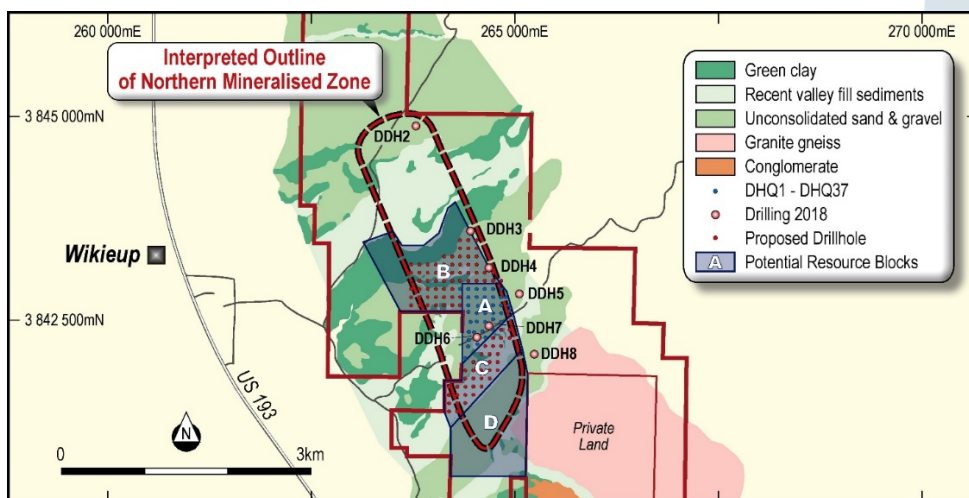 260 000mE
265 000mE
270 000mE
Interpreted Outline
of Northern Mineralised Zone
3 845 000mN
DDH2
DDH3
Wikieup
B
DDH4
A
DDH5
3 842 500mN
DDH7
DDH6
DDH8
C
US 193
D
Private
Land
N
0
3km
Green clay
Recent valley fill sediments
Unconsolidated sand & gravel
Granite gneiss
Conglomerate
DHQ1 - DHQ37
Drilling 2018
Proposed Drillhole
A Potential Resource Blocks